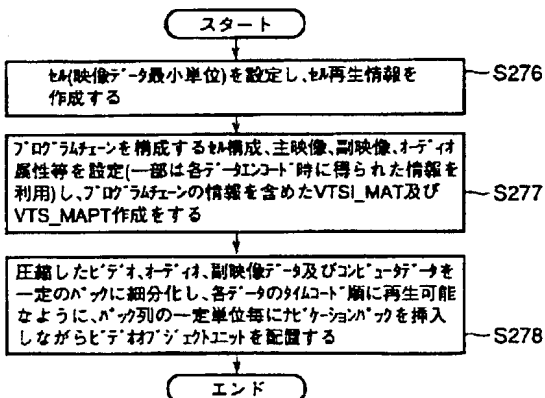 スタート
セル(映像データ最小単位)を設定し、セル再生情報を
作成する
S276
プログラムチェーンを構成するセル構成、主映像、副映像、オーディオ
属性等を設定(一部は各データエンコード時に得られた情報を
利用)し、プログラムチェーンの情報を含めたVTSI_MAT及び
VTS_MAPT作成をする
S277
圧縮したビデオ、オーディオ、副映像データ及びコンピュータデータを
一定のパックに細分化し、各データのタイムコード順に再生可能
なように、パック列の一定単位毎にナビゲーションパックを挿入
しながらビデオオブジェクトユニットを配置する
S278
エンド